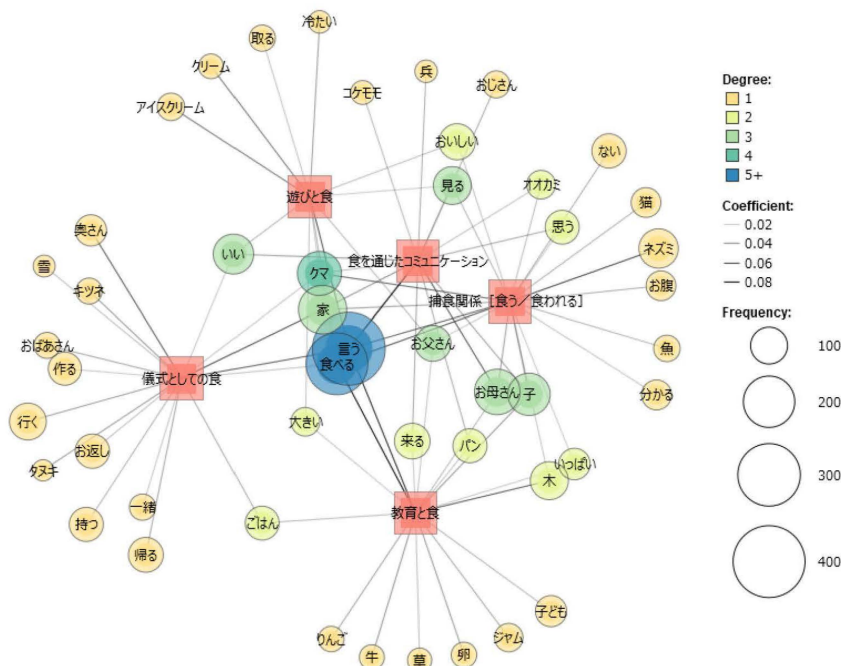 冷たい
取る
クリーム
アイスクリーム
コケモモ
兵
おじさん
おいしい
ない
見る
オオカミ
猫
遊びと食
思う
奥さん
いい
ネズミ
雪
クマ
食を通じたコミュニケーション
お腹
キツネ
家
捕食関係［食う／食われる］
おばあさん
言う
お父さん
魚
作る
食べる
儀式としての食
お母さん
子
分かる
行く
大きい
お返し
来る
パン
タヌキ
いっぱい
木
一緒
持つ
ごはん
教育と食
帰る
りんご
牛
草
卵
ジャム
子ども
Degree:
1
2
3
4
5+
Coefficient:
0.02
0.04
0.06
0.08
Frequency:
100
200
300
400